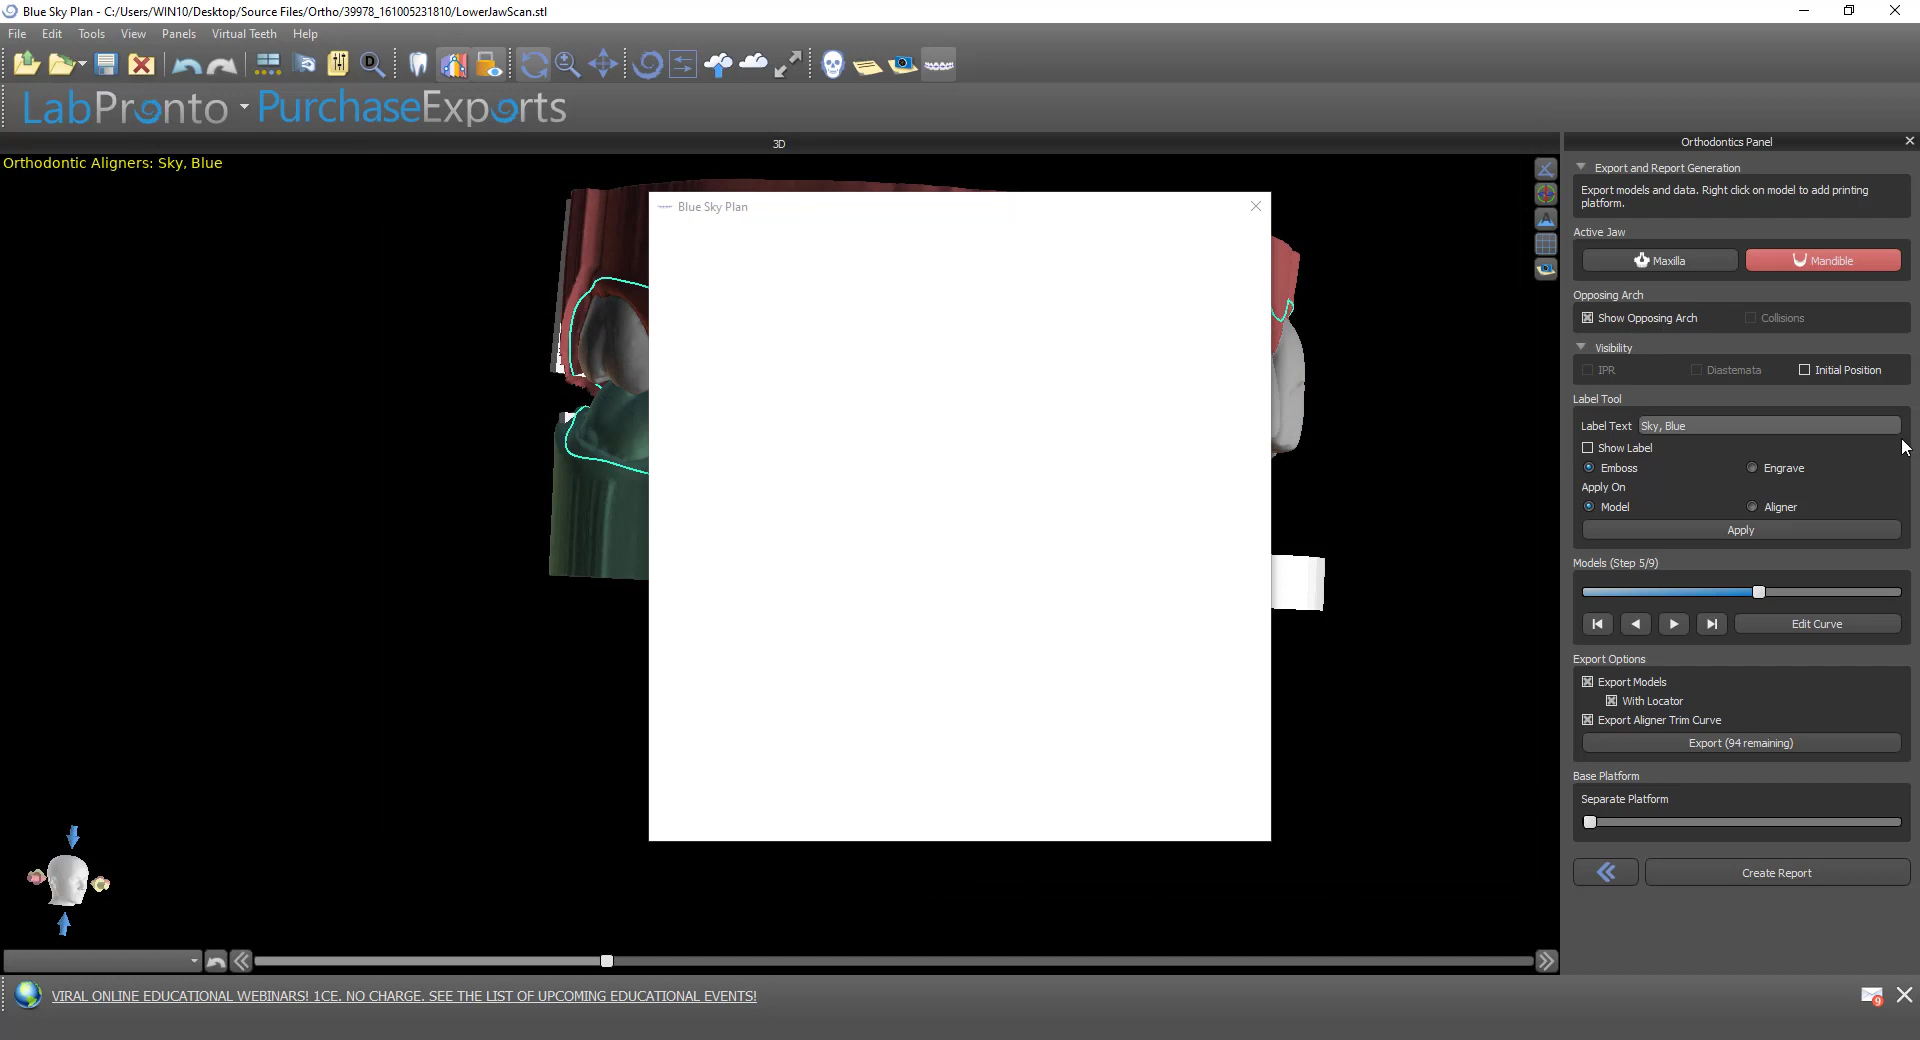 Blue Sky Plan - C:/Users/WIN10/Desktop/Source Files/Ortho/39978_161005231810/LowerJawScan.stl
File Edit Tools View Panels Virtual Teeth Help
D
LabPronto PurchaseExports
3D
Orthodontics Panel
Orthodontic Aligners: Sky, Blue
Export and Report Generation
Export models and data. Right click on model to add printing
platform.
Blue Sky Plan
Active Jaw
Maxilla Mandible
Opposing Arch
Show Opposing Arch Collisions
Visibility
IPR Diastemata Initial Position
Label Tool
Label Text Sky, Blue
Show Label
Emboss Engrave
Apply On
Model Aligner
Apply
Models (Step 5/9)
Edit Curve
Export Options
Export Models
With Locator
Export Aligner Trim Curve
Export (94 remaining)
Base Platform
Separate Platform
Create Report
VIRAL ONLINE EDUCATIONAL WEBINARS! 1CE. NO CHARGE. SEE THE LIST OF UPCOMING EDUCATIONAL EVENTS!
9